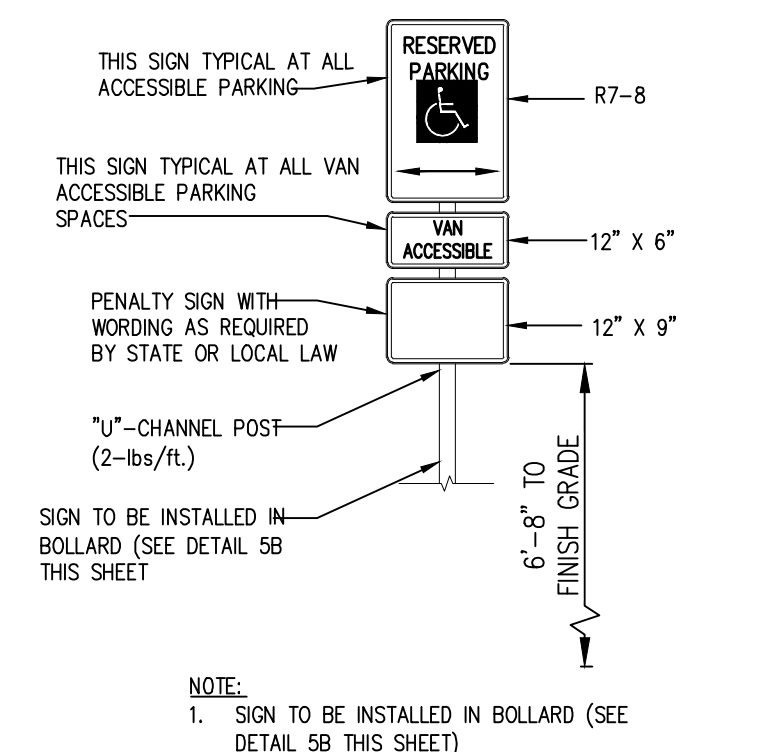 RESERVED
PARKING
THIS SIGN TYPICAL AT ALL
ACCESSIBLE PARKING
R7-8
THIS SIGN TYPICAL AT ALL VAN
ACCESSIBLE PARKING
SPACES
VAN
ACCESSIBLE
12" X 6"
PENALTY SIGN WITH
WORDING AS REQUIRED
BY STATE OR LOCAL LAW
12" X 9"
"U"-CHANNEL POST
(2-lbs/ft.)
6'-8" TO
FINISH GRADE
SIGN TO BE INSTALLED IN
BOLLARD (SEE DETAIL 5B
THIS SHEET
NOTE:
1. SIGN TO BE INSTALLED IN BOLLARD (SEE
DETAIL 5B THIS SHEET)